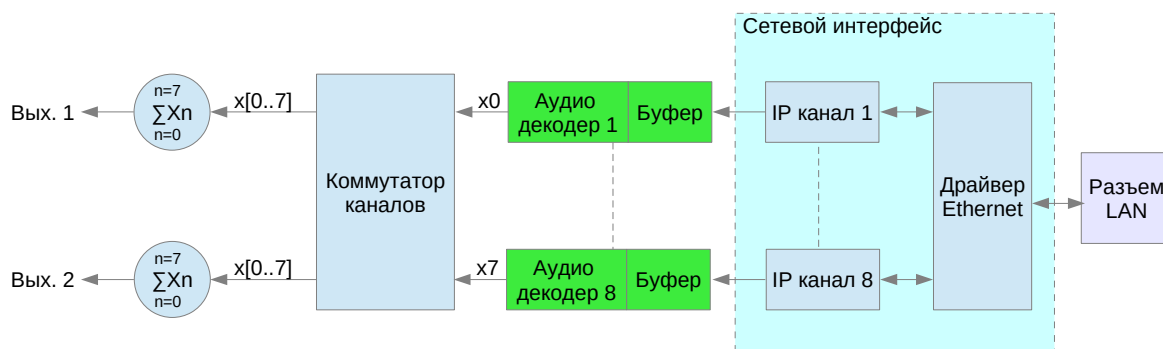 Сетевой интерфейс
n=7
∑Xn
n=0
Вых. 1
x[0..7]
x0
Аудио
декодер 1
Буфер
IP канал 1
Коммутатор
каналов
Драйвер
Ethernet
Разъем
LAN
n=7
∑Xn
n=0
Вых. 2
x[0..7]
x7
Аудио
декодер 8
Буфер
IP канал 8